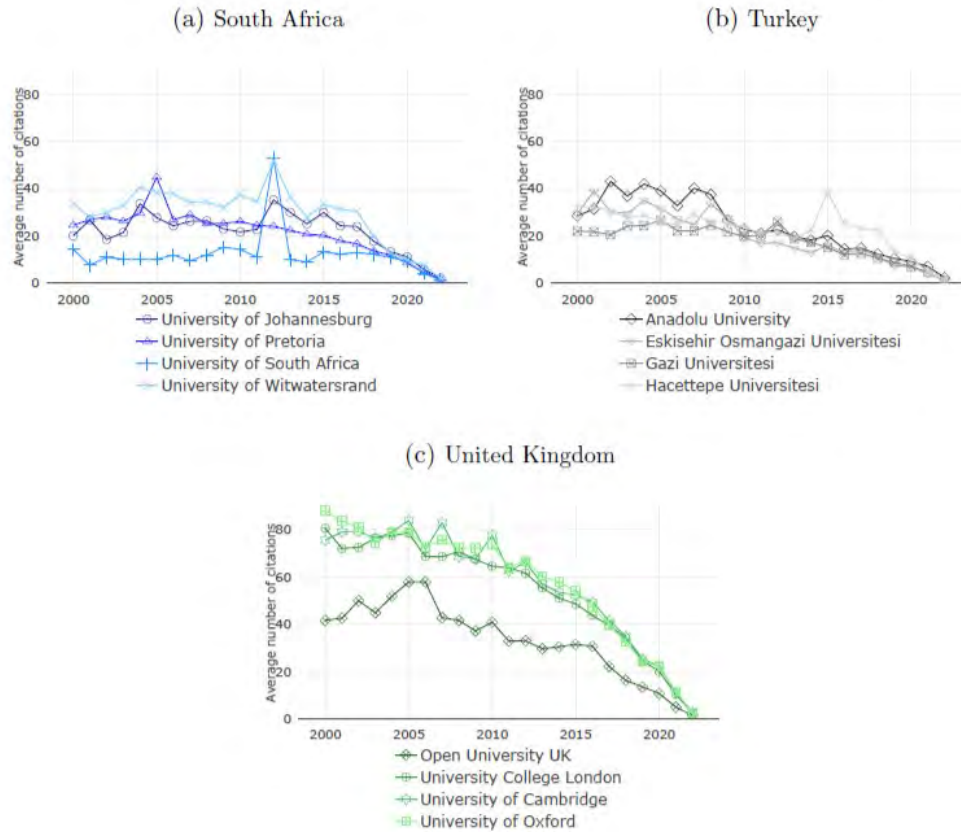 (a) South Africa
Average number of citations
80
60
40
20
0
2000 2005 2010 2015 2020
University of Johannesburg
University of Pretoria
University of South Africa
University of Witwatersrand
(b) Turkey
Average number of citations
80
60
40
20
0
2000 2005 2010 2015 2020
Anadolu University
Eskisehir Osmangazi Universitesi
Gazi Universitesi
Hacettepe Universitesi
(c) United Kingdom
Average number of citations
80
60
40
20
0
2000 2005 2010 2015 2020
Open University UK
University College London
University of Cambridge
University of Oxford